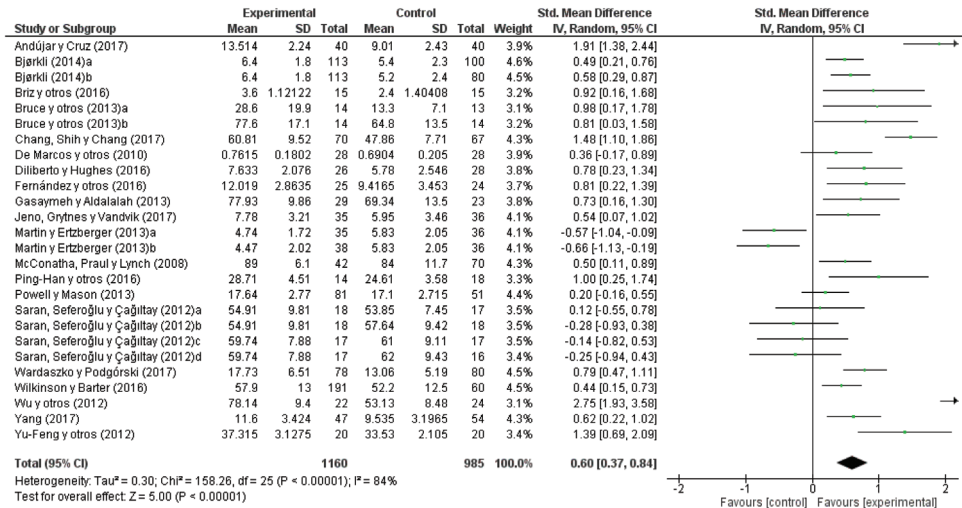 Experimental Control Std. Mean Difference Std. Mean Difference
Study or Subgroup Mean SD Total Mean SD Total Weight IV, Random, 95% CI IV, Random, 95% CI
Andújar y Cruz (2017) 13.514 2.24 40 9.01 2.43 40 3.9% 1.91 [1.38, 2.44]
Bjørkli (2014)a 6.4 1.8 113 5.4 2.3 100 4.7% 0.49 [0.21, 0.76]
Bjørkli (2014)b 6.4 1.8 113 5.2 2.4 80 4.7% 0.58 [0.29, 0.87]
Briz y otros (2016) 3.6 1.12122 15 2.4 1.40408 15 3.2% 0.92 [0.16, 1.68]
Bruce y otros (2013)a 28.6 19.9 14 13.3 7.1 13 3.0% 0.98 [0.17, 1.78]
Bruce y otros (2013)b 77.6 17.1 14 64.8 13.5 14 3.1% 0.81 [0.03, 1.58]
Chang, Shih y Chang (2017) 60.81 9.52 70 47.86 7.71 67 4.4% 1.48 [1.10, 1.86]
De Marcos y otros (2010) 0.7615 0.1802 28 0.6904 0.205 28 3.9% 0.36 [-0.17, 0.89]
Diliberto y Hughes (2016) 7.633 2.076 26 5.78 2.546 28 3.8% 0.78 [0.23, 1.34]
Fernández y otros (2016) 12.019 2.8635 25 9.4165 3.453 24 3.7% 0.81 [0.22, 1.39]
Gasaymeh y Aldalalah (2013) 77.93 9.86 29 69.34 13.5 23 3.8% 0.73 [0.16, 1.30]
Jeno, Grytnes y Vandvik (2017) 7.78 3.21 35 5.95 3.46 36 4.1% 0.54 [0.07, 1.02]
Martin y Ertzberger (2013)a 4.74 1.72 35 5.83 2.05 36 4.1% -0.57 [-1.04, -0.09]
Martin y Ertzberger (2013)b 4.47 2.02 38 5.83 2.05 36 4.1% -0.66 [-1.13, -0.19]
McConatha, Praul y Lynch (2008) 89 6.1 42 84 11.7 70 4.4% 0.50 [0.11, 0.89]
Ping-Han y otros (2016) 28.71 4.51 14 24.61 3.58 18 3.2% 1.00 [0.25, 1.74]
Powell y Mason (2013) 17.64 2.77 81 17.1 2.715 51 4.5% 0.20 [-0.16, 0.55]
Saran, Seferoğlu y Çağıltay (2012)a 54.91 9.81 18 53.85 7.45 17 3.5% 0.12 [-0.55, 0.78]
Saran, Seferoğlu y Çağıltay (2012)b 54.91 9.81 18 57.64 9.42 18 3.5% -0.28 [-0.93, 0.38]
Saran, Seferoğlu y Çağıltay (2012)c 59.74 7.88 17 61 9.11 17 3.5% -0.14 [-0.82, 0.53]
Saran, Seferoğlu y Çağıltay (2012)d 59.74 7.88 17 62 9.43 16 3.4% -0.25 [-0.94, 0.43]
Wardaszko y Podgórski (2017) 17.73 6.51 78 13.06 5.19 80 4.6% 0.79 [0.47, 1.11]
Wilkinson y Barter (2016) 57.9 13 191 52.2 12.5 60 4.6% 0.44 [0.15, 0.73]
Wu y otros (2012) 78.14 9.4 22 53.13 8.48 24 3.0% 2.75 [1.93, 3.58]
Yang (2017) 11.6 3.424 47 9.535 3.1965 54 4.3% 0.62 [0.22, 1.02]
Yu-Feng y otros (2012) 37.315 3.1275 20 33.53 2.105 20 3.4% 1.39 [0.69, 2.09]
Total (95% CI) 1160 985 100.0% 0.60 [0.37, 0.84]
Heterogeneity: Tau² = 0.30; Chi² = 158.26, df = 25 (P < 0.00001); I² = 84%
Test for overall effect: Z = 5.00 (P < 0.00001)
-2 -1 0 1 2
Favours [control] Favours [experimental]